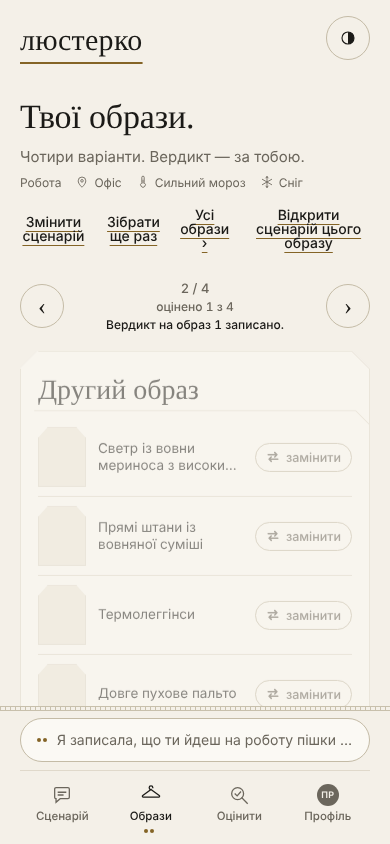 люстерко
Твої образи.
Чотири варіанти. Вердикт — за тобою.
Робота Офіс Сильний мороз Сніг
Змінити
сценарій
Зібрати
ще раз
Усі
образи
›
Відкрити
сценарій цього
образу
‹
2 / 4
оцінено 1 з 4
Вердикт на образ 1 записано.
›
Другий образ
Светр із вовни
мериноса з високи...
замінити
Прямі штани із
вовняної суміші
замінити
Термолеггінси
замінити
Довге пухове пальто
замінити
Я записала, що ти йдеш на роботу пішки ...
Сценарій
Образи
Оцінити
ПР
Профіль